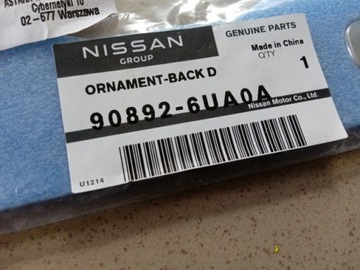 Cybernetyki 10
02-677 Warszawa
NISSAN
GROUP
GENUINE PARTS
Made in China
QTY
1
ORNAMENT-BACK D
90892-6UA0A
Nissan Motor Co., Ltd.
U1214